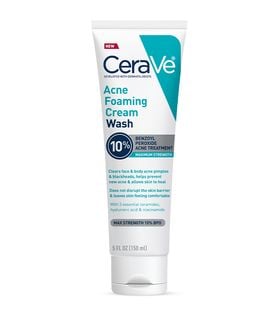 NEW
CeraVe
DEVELOPED WITH DERMATOLOGISTS
Acne
Foaming
Cream
Wash
10%
BENZOYL
PEROXIDE
ACNE TREATMENT
MAXIMUM STRENGTH
Clears face & body acne pimples
& blackheads, helps prevent
new acne & allows skin to heal
Does not disrupt the skin barrier
& leaves skin feeling comfortable
With 3 essential ceramides,
hyaluronic acid & niacinamide
MAX STRENGTH 10% BPO
5 FL OZ (150 ml)